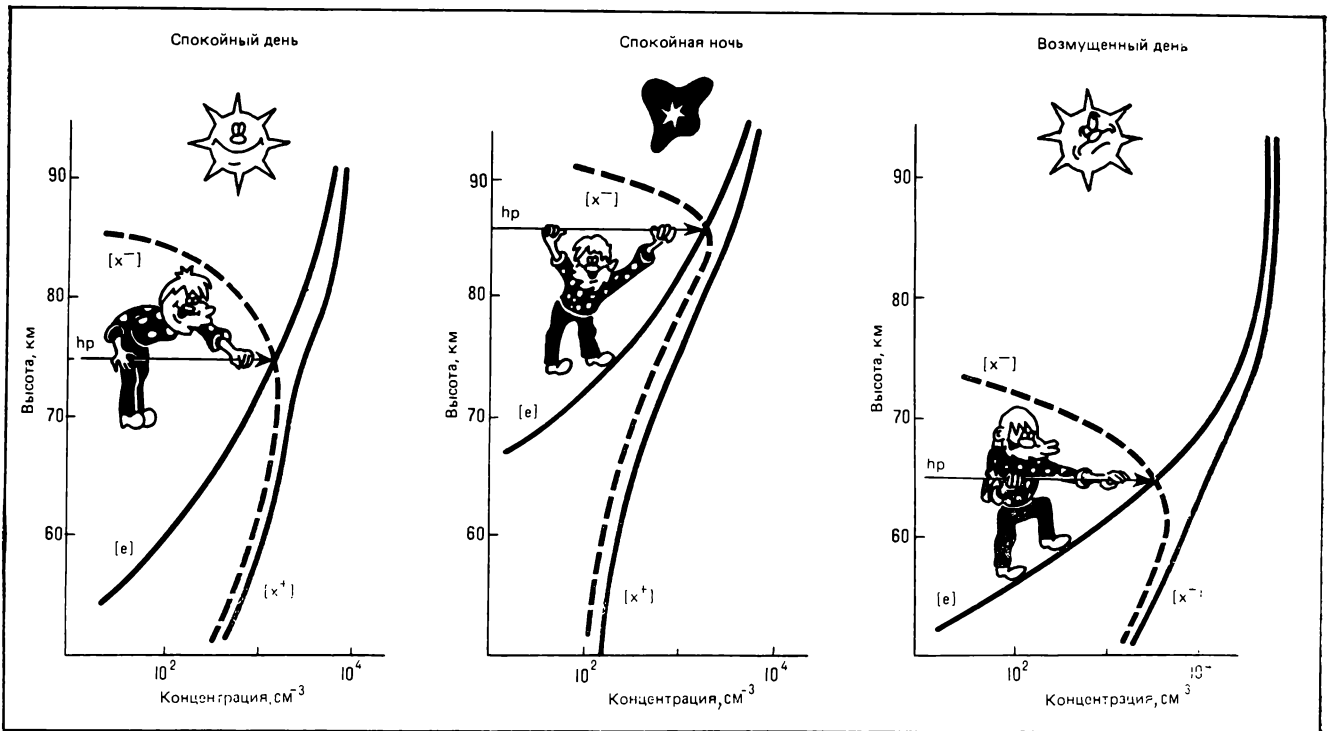 Спокойный день
Высота, км
90
80
70
60
[x⁻]
hp
[e]
[x⁺]
10²
10⁴
Концентрация, см⁻³
Спокойная ночь
Высота, км
90
80
70
60
[x⁻]
hp
[e]
[x⁺]
10²
10⁴
Концентрация, см⁻³
Возмущенный день
Высота, км
90
80
70
60
[x⁻]
hp
[e]
10²
Концентрация, см